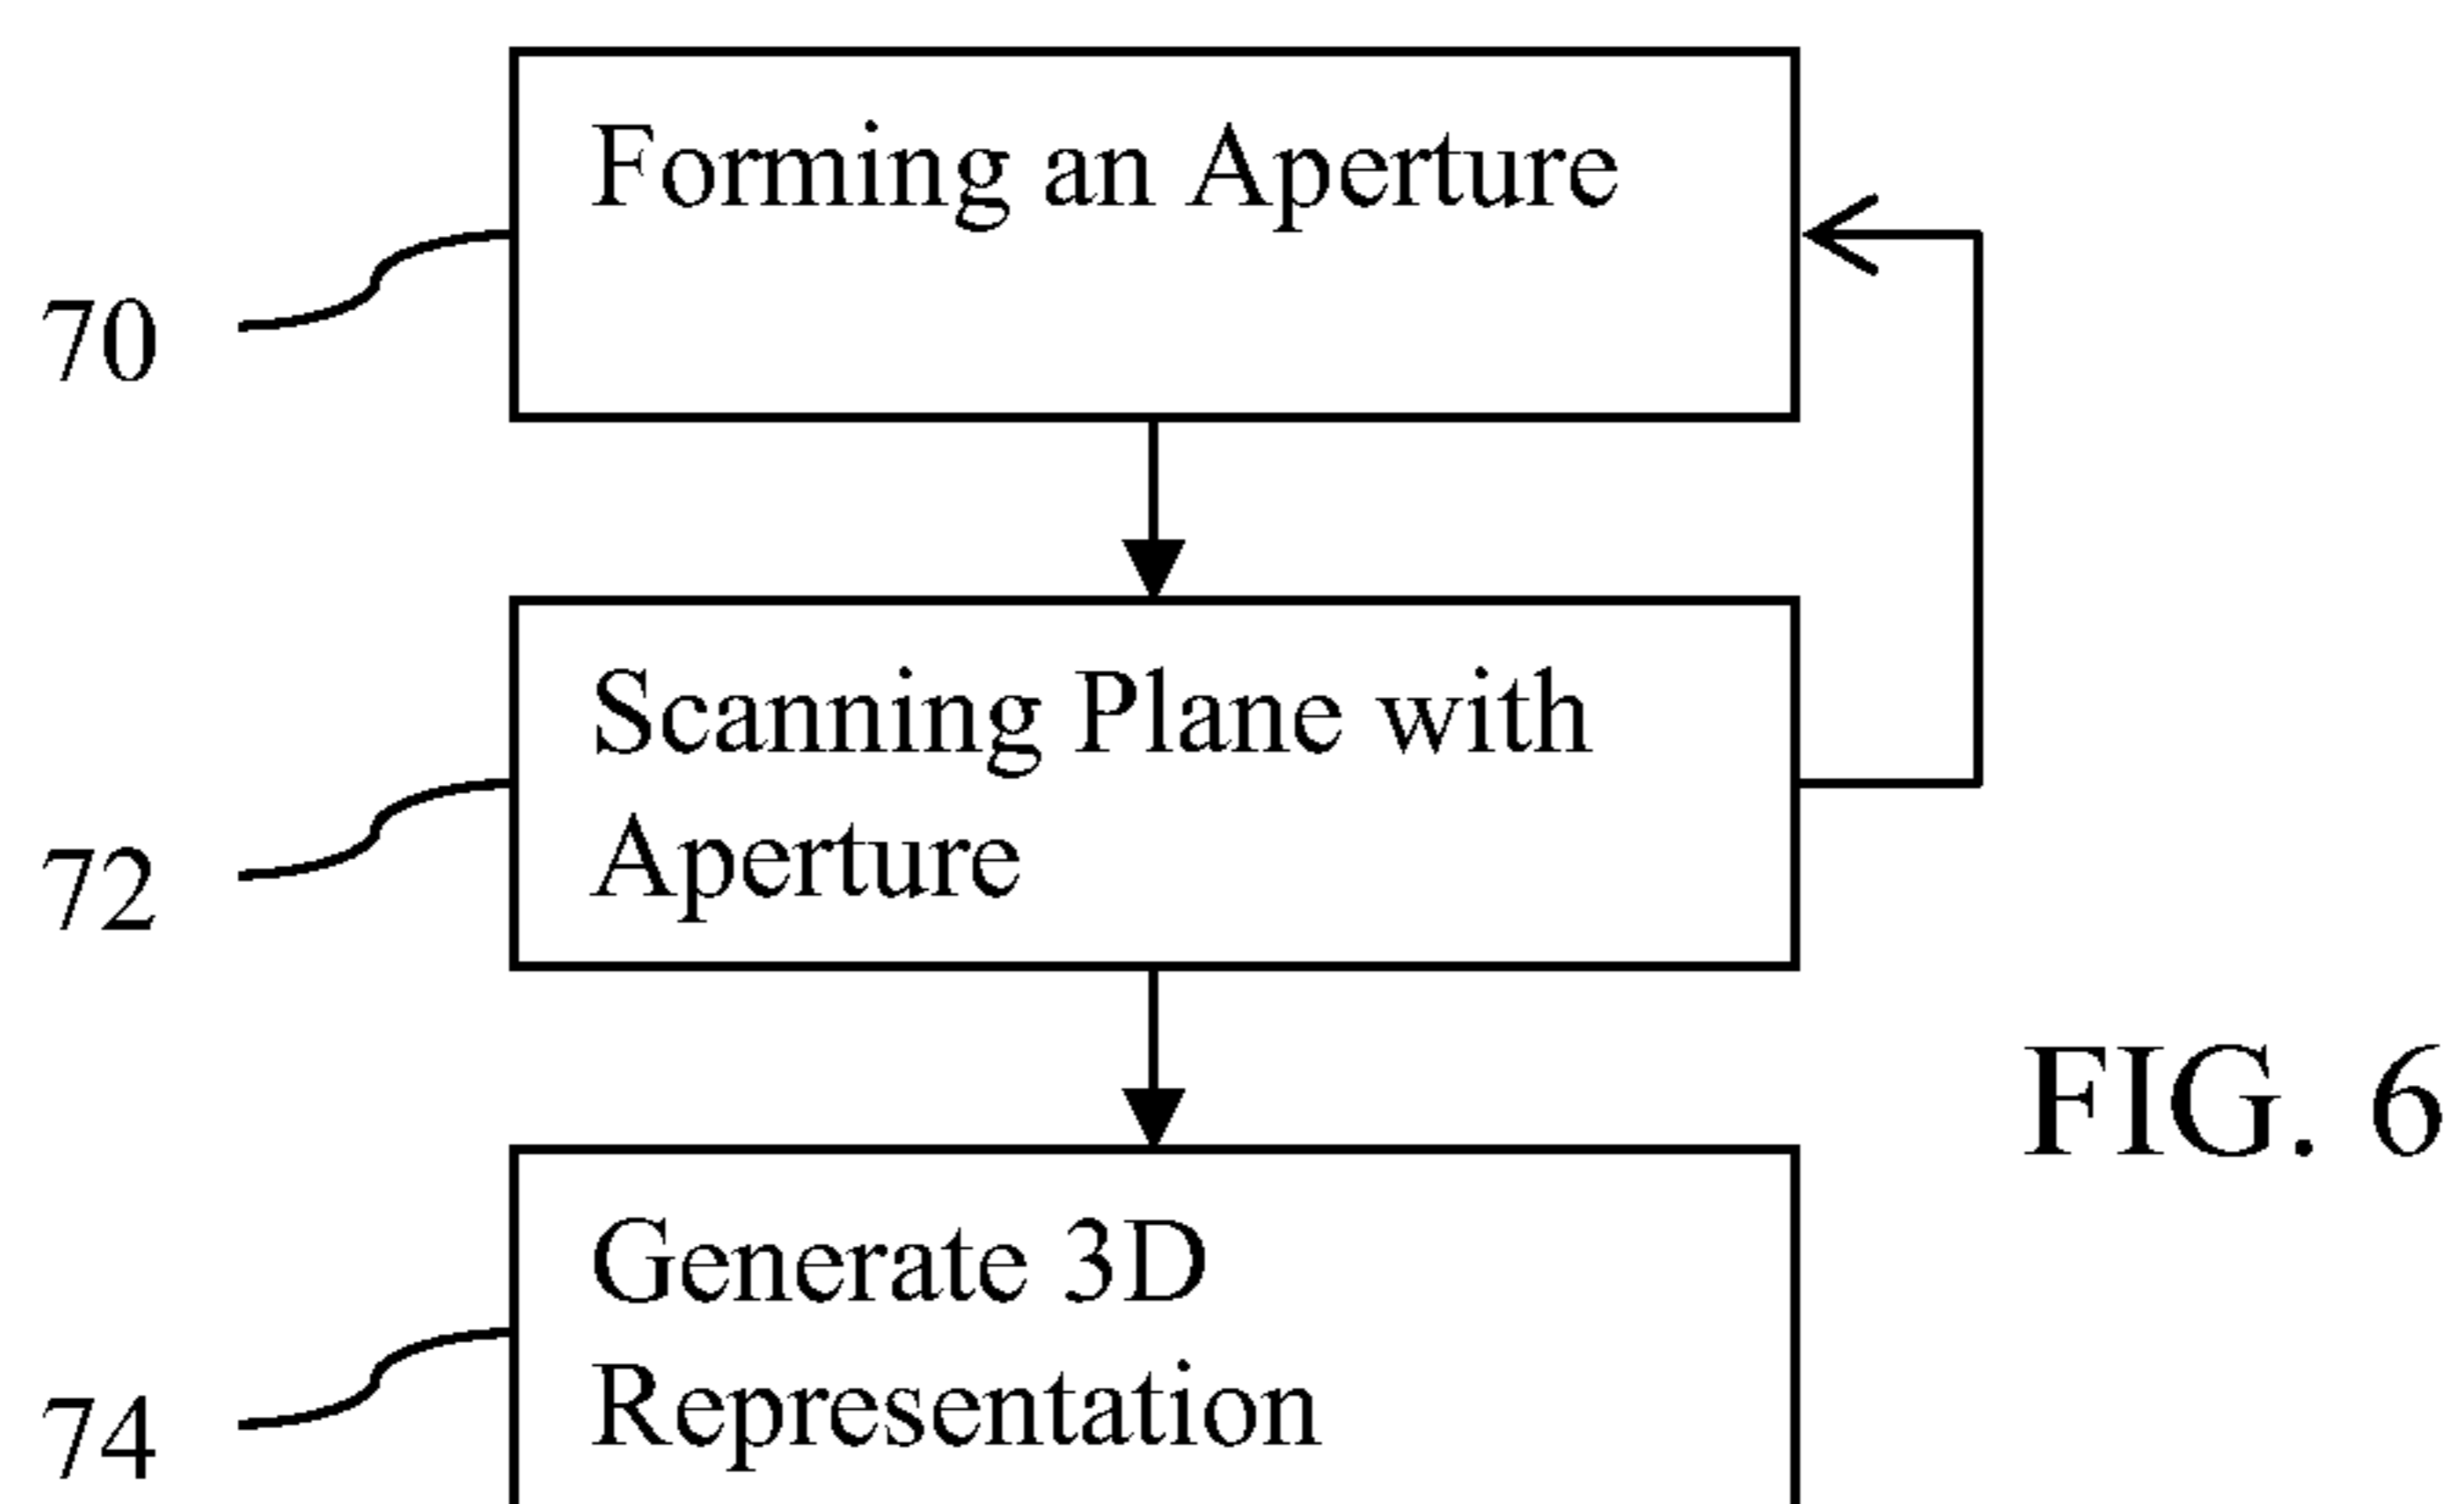 Forming an Aperture
70
Scanning Plane with
Aperture
72
FIG. 6
Generate 3D
Representation
74